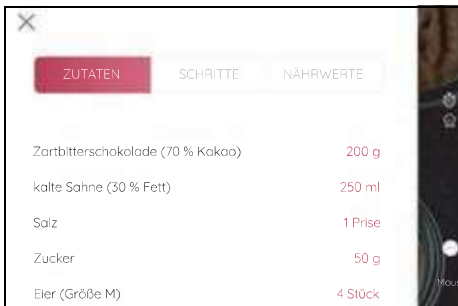 ZUTATEN SCHRITTE NÄHRWERTE
Zartbitterschokolade (70 % Kakao) 200 g
kalte Sahne (30 % Fett) 250 ml
Salz 1 Prise
Zucker 50 g
Eier (Größe M) 4 Stück
Mous